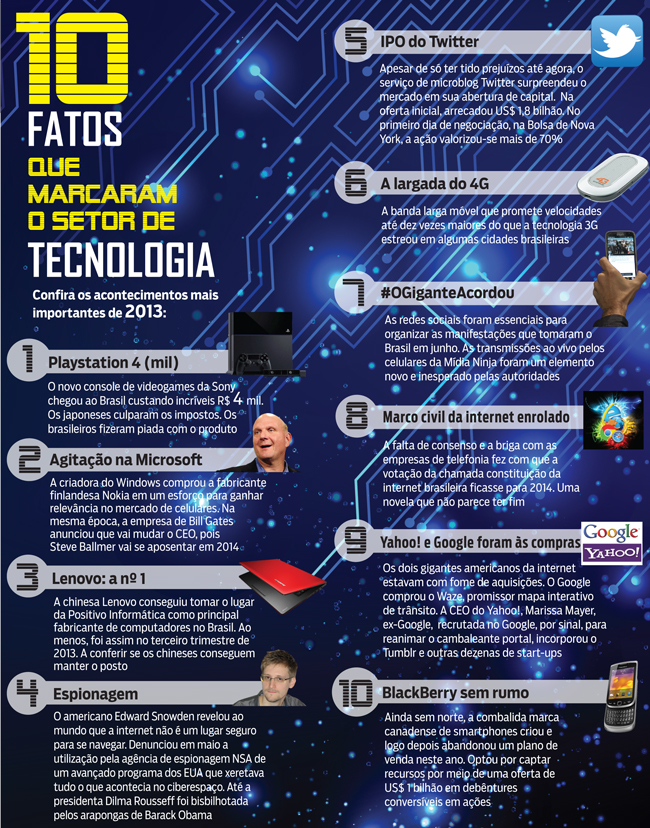 10
FATOS
QUE
MARCARAM
O SETOR DE
TECNOLOGIA
Confira os acontecimentos mais
importantes de 2013:
1 Playstation 4 (mil)
O novo console de videogames da Sony
chegou ao Brasil custando incríveis R$ 4 mil.
Os japoneses culparam os impostos. Os
brasileiros fizeram piada com o produto
2 Agitação na Microsoft
A criadora do Windows comprou a fabricante
finlandesa Nokia em um esforço para ganhar
relevância no mercado de celulares. Na
mesma época, a empresa de Bill Gates
anunciou que vai mudar o CEO, pois
Steve Ballmer vai se aposentar em 2014
3 Lenovo: a nº 1
A chinesa Lenovo conseguiu tomar o lugar
da Positivo Informática como principal
fabricante de computadores no Brasil. Ao
menos, foi assim no terceiro trimestre de
2013. A conferir se os chineses conseguem
manter o posto
4 Espionagem
O americano Edward Snowden revelou ao
mundo que a internet não é um lugar seguro
para se navegar. Denunciou em maio a
utilização pela agência de espionagem NSA de
um avançado programa dos EUA que xeretava
tudo o que acontecia no ciberespaço. Até a
presidenta Dilma Rousseff foi bisbilhotada
pelos arapongas de Barack Obama
5 IPO do Twitter
Apesar de só ter tido prejuízos até agora, o
serviço de microblog Twitter surpreendeu o
mercado em sua abertura de capital. Na
oferta inicial, arrecadou US$ 1,8 bilhão. No
primeiro dia de negociação, na Bolsa de Nova
York, a ação valorizou-se mais de 70%
6 A largada do 4G
A banda larga móvel que promete velocidades
até dez vezes maiores do que a tecnologia 3G
estreou em algumas cidades brasileiras
7 #OGiganteAcordou
As redes sociais foram essenciais para
organizar as manifestações que tomaram o
Brasil em junho. As transmissões ao vivo pelos
celulares da Mídia Ninja foram um elemento
novo e inesperado pelas autoridades
8 Marco civil da internet enrolado
A falta de consenso e a briga com as
empresas de telefonia fez com que a
votação da chamada constituição da
internet brasileira ficasse para 2014. Uma
novela que não parece ter fim
Google
YAHOO!
9 Yahoo! e Google foram às compras
Os dois gigantes americanos da internet
estavam com fome de aquisições. O Google
comprou o Waze, promissor mapa interativo
de trânsito. A CEO do Yahoo!, Marissa Mayer,
ex-Google, recrutada no Google, por sinal, para
reanimar o cambaleante portal, incorporou o
Tumblr e outras dezenas de start-ups
10 BlackBerry sem rumo
Ainda sem norte, a combalida marca
canadense de smartphones criou e
logo depois abandonou um plano de
venda neste ano. Optou por captar
recursos por meio de uma oferta de
US$ 1 bilhão em debêntures
conversíveis em ações